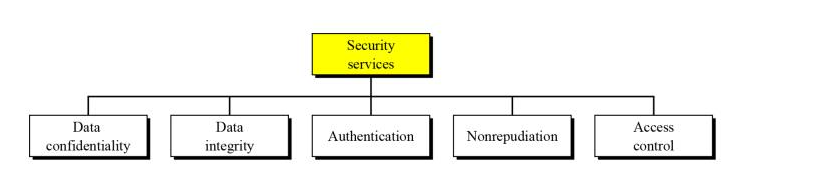 Security
services
Data
confidentiality
Data
integrity
Authentication
Nonrepudiation
Access
control